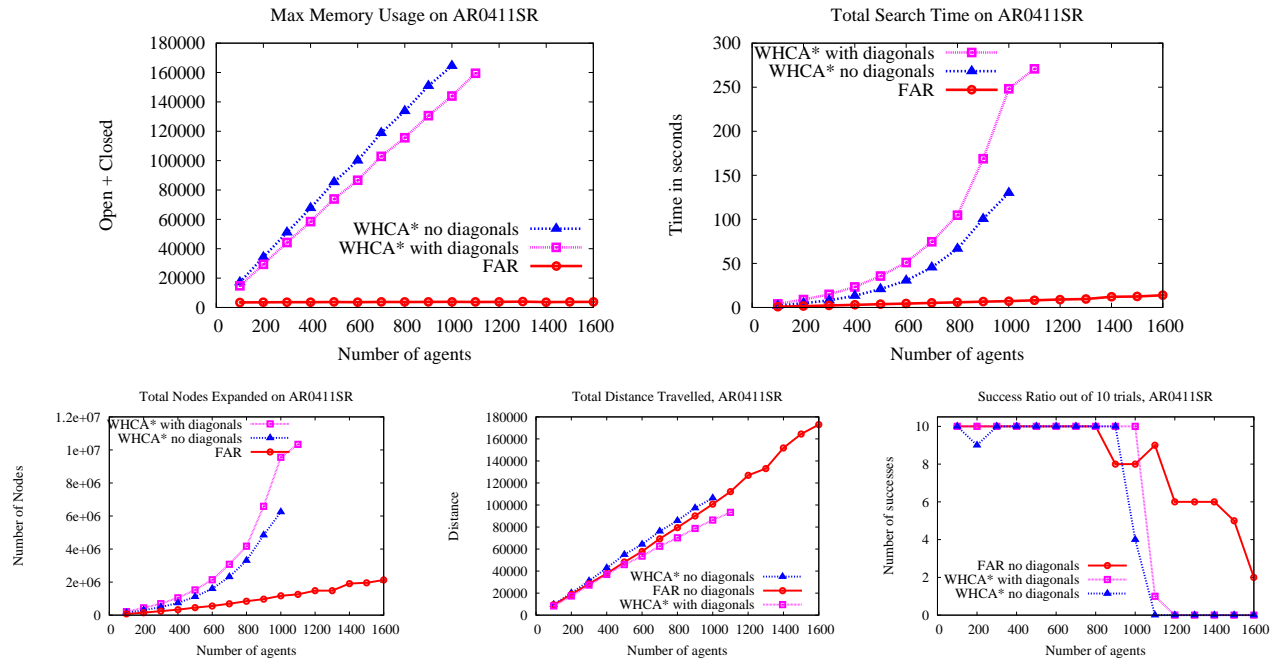 Max Memory Usage on AR0411SR
180000
160000
140000
120000
100000
80000
60000
40000
20000
0
Open + Closed
WHCA* no diagonals
WHCA* with diagonals
FAR
0 200 400 600 800 1000 1200 1400 1600
Number of agents
Total Search Time on AR0411SR
300
250
200
150
100
50
0
Time in seconds
WHCA* with diagonals
WHCA* no diagonals
FAR
0 200 400 600 800 1000 1200 1400 1600
Number of agents
Total Nodes Expanded on AR0411SR
1.2e+07
1e+07
8e+06
6e+06
4e+06
2e+06
0
Number of Nodes
WHCA* with diagonals
WHCA* no diagonals
FAR
0 200 400 600 800 1000 1200 1400 1600
Number of agents
Total Distance Travelled, AR0411SR
180000
160000
140000
120000
100000
80000
60000
40000
20000
0
Distance
WHCA* no diagonals
FAR no diagonals
WHCA* with diagonals
0 200 400 600 800 1000 1200 1400 1600
Number of agents
Success Ratio out of 10 trials, AR0411SR
10
8
6
4
2
0
Number of successes
FAR no diagonals
WHCA* with diagonals
WHCA* no diagonals
0 200 400 600 800 1000 1200 1400 1600
Number of agents